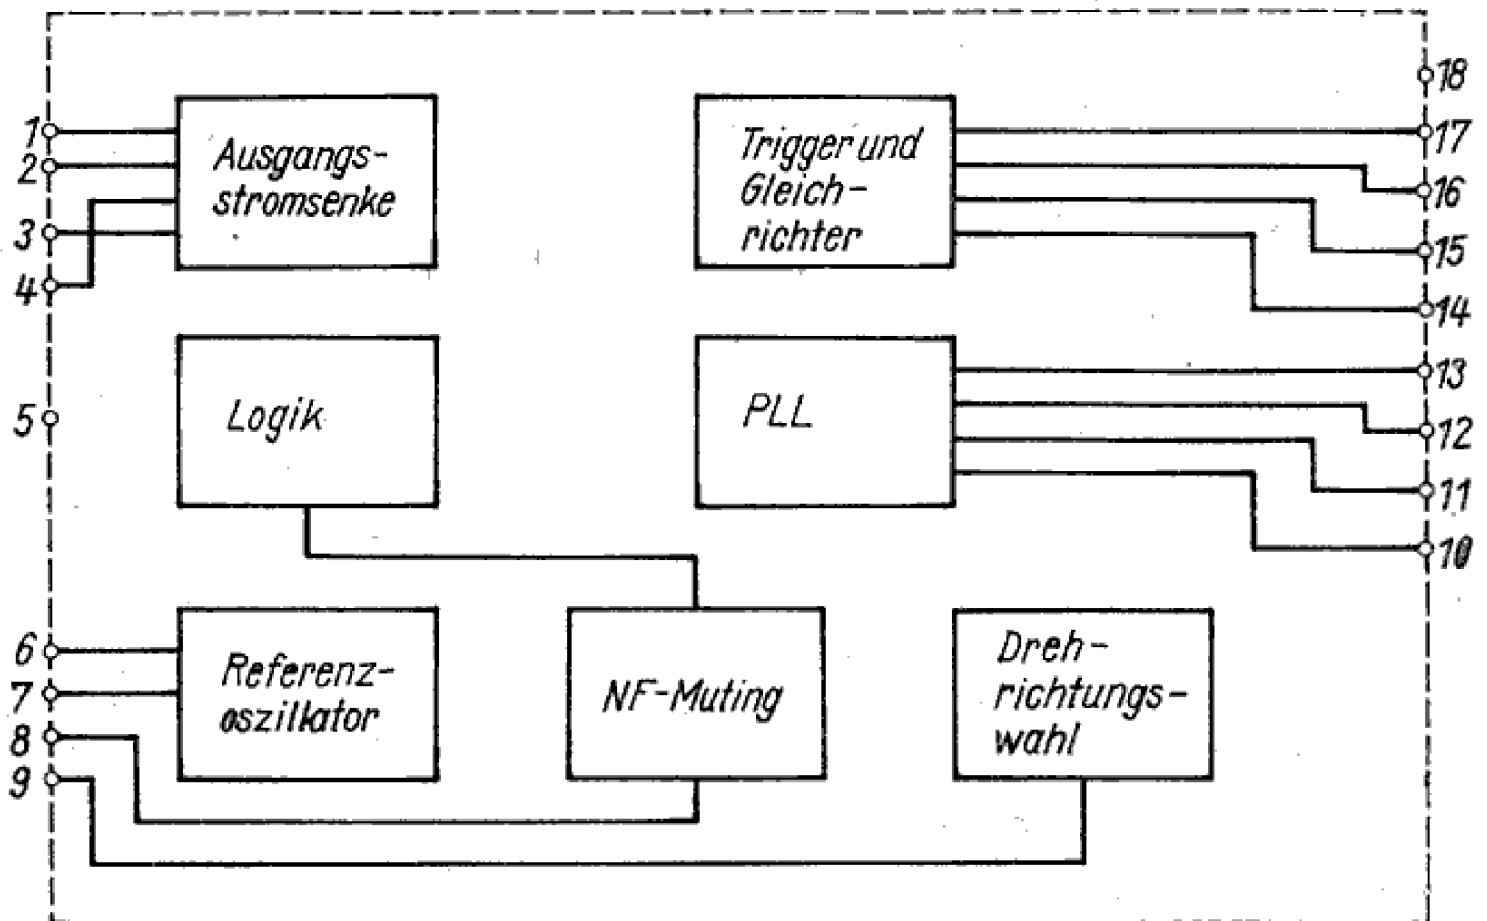 18
1
2
3
4
Ausgangs-
stromsenke
Trigger und
Gleich-
richter
17
16
15
14
5
Logik
PLL
13
12
11
10
6
7
8
9
Referenz-
oszillator
NF-Muting
Dreh-
richtungs-
wahl